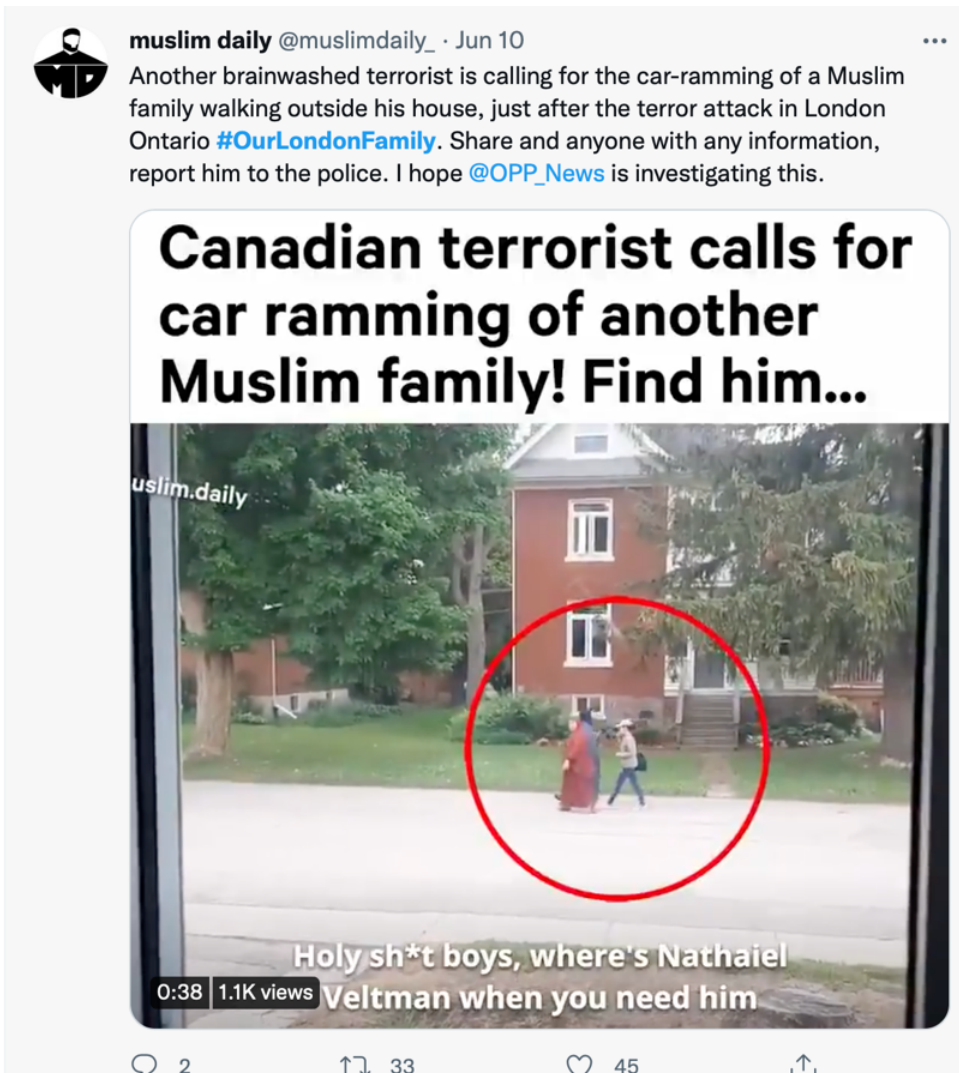 muslim daily @muslimdaily_ · Jun 10
Another brainwashed terrorist is calling for the car-ramming of a Muslim
family walking outside his house, just after the terror attack in London
Ontario #OurLondonFamily. Share and anyone with any information,
report him to the police. I hope @OPP_News is investigating this.
Canadian terrorist calls for
car ramming of another
Muslim family! Find him...
uslim.daily
Holy sh*t boys, where's Nathaiel
0:38 1.1K views Veltman when you need him
2 33 45